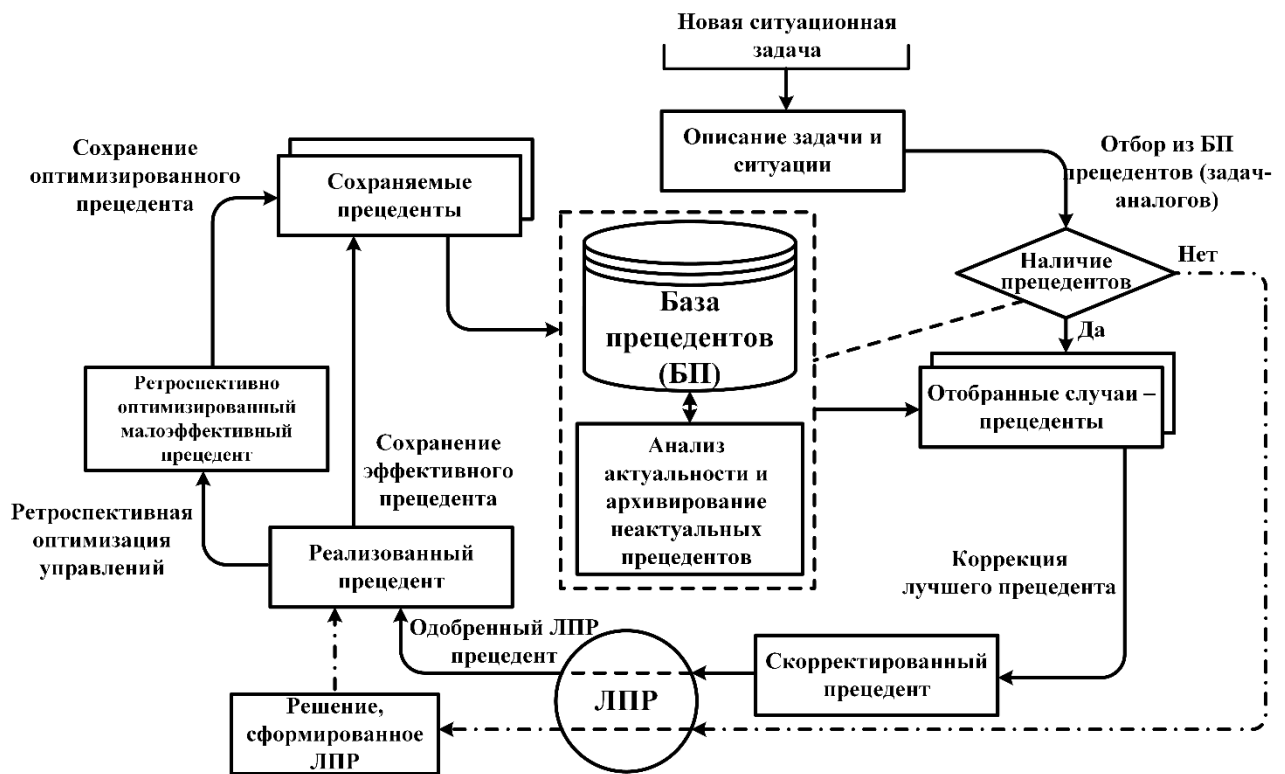 Новая ситуационная
задача
Описание задачи и
ситуации
Отбор из БП
прецедентов (задач-
аналогов)
Сохранение
оптимизированного
прецедента
Сохраняемые
прецеденты
База
прецедентов
(БП)
Наличие
прецедентов
Нет
Да
Отобранные случаи –
прецеденты
Ретроспективно
оптимизированный
малоэффективный
прецедент
Сохранение
эффективного
прецедента
Анализ
актуальности и
архивирование
неактуальных
прецедентов
Ретроспективная
оптимизация
управлений
Реализованный
прецедент
Коррекция
лучшего прецедента
Одобренный ЛПР
прецедент
Скорректированный
прецедент
ЛПР
Решение,
сформированное
ЛПР